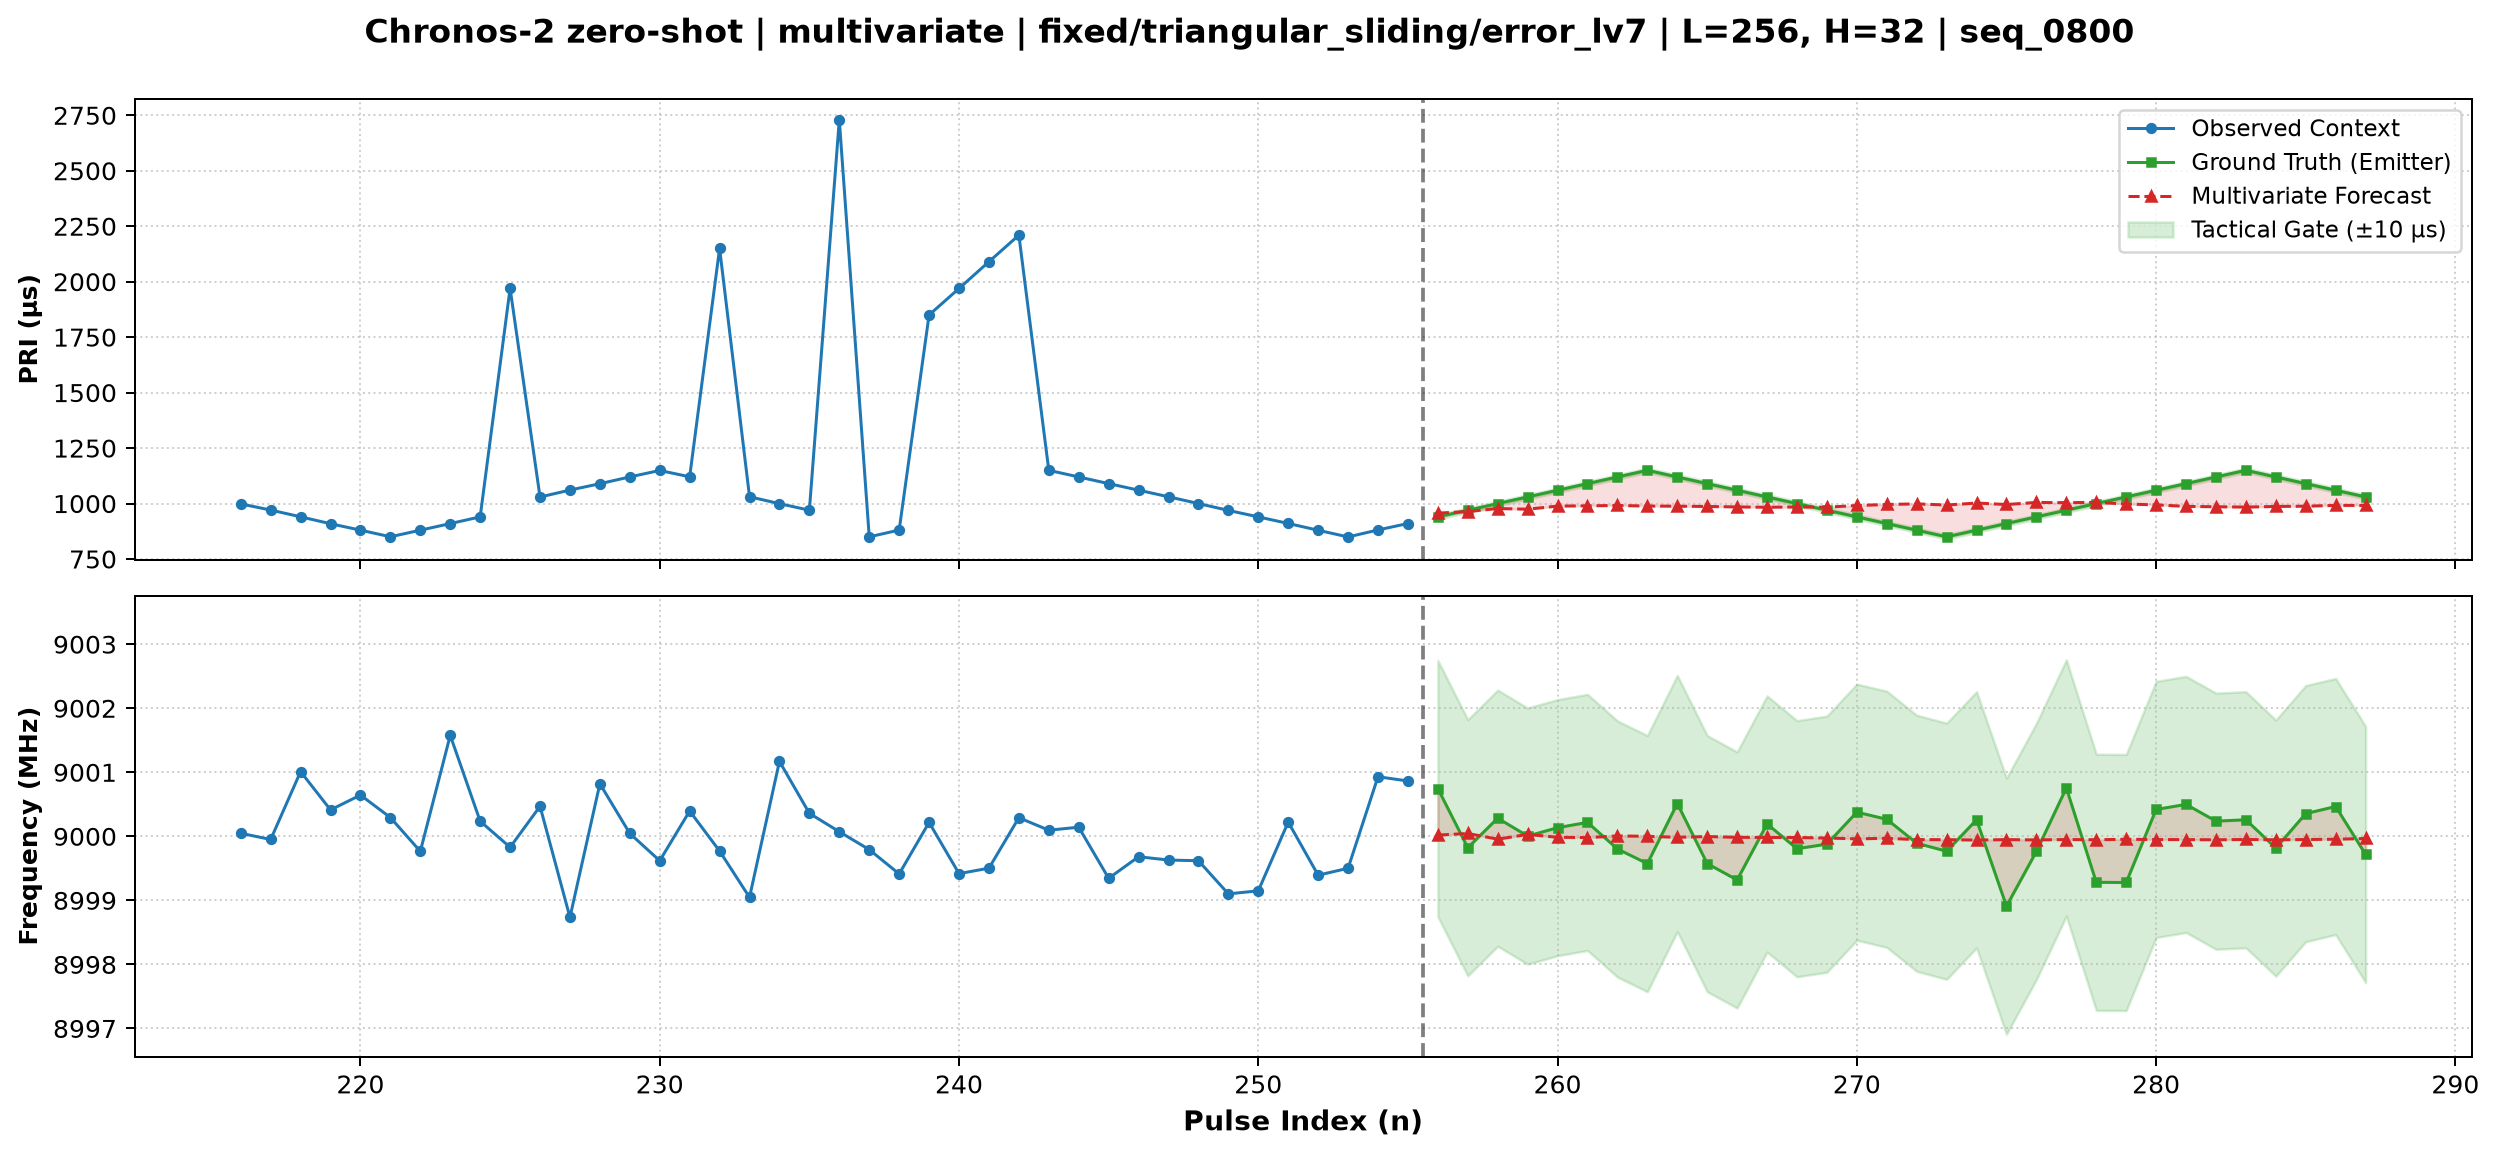 Chronos-2 zero-shot | multivariate | fixed/triangular_sliding/error_lv7 | L=256, H=32 | seq_0800
2750
2500
2250
2000
1750
1500
1250
1000
750
PRI (µs)
Observed Context
Ground Truth (Emitter)
Multivariate Forecast
Tactical Gate (±10 µs)
9003
9002
9001
9000
8999
8998
8997
Frequency (MHz)
220 230 240 250 260 270 280 290
Pulse Index (n)